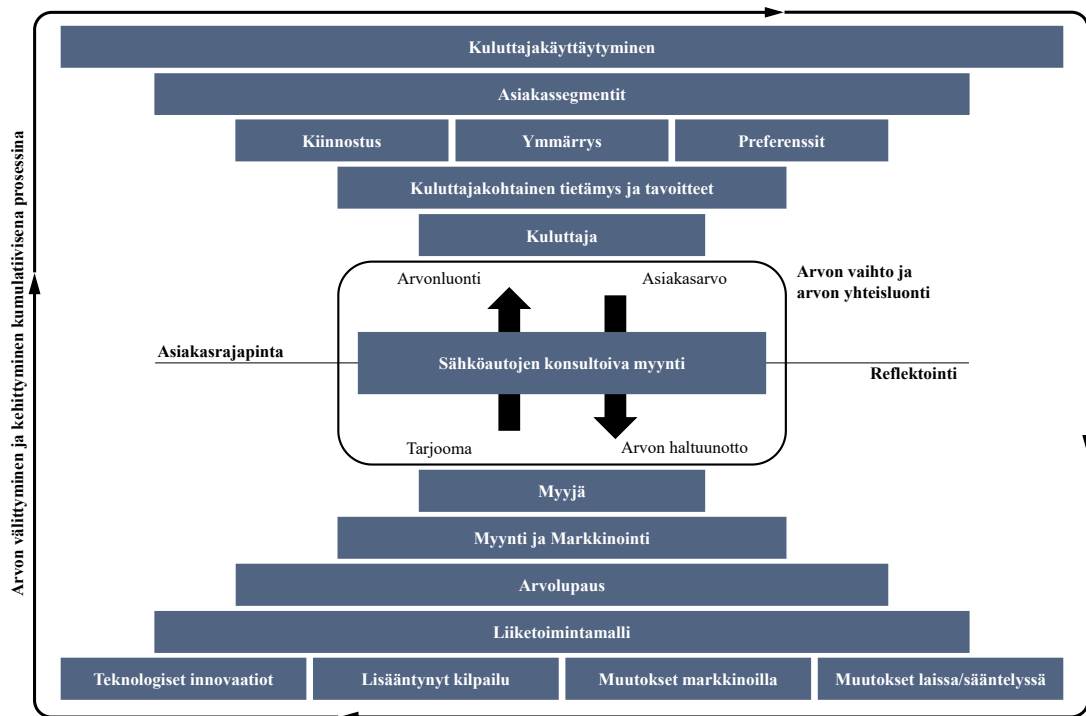 Kuluttajakäyttäytyminen
Asiakassegmentit
Kiinnostus
Ymmärrys
Preferenssit
Kuluttajakohtainen tietämys ja tavoitteet
Kuluttaja
Arvonluonti
Asiakasarvo
Arvon vaihto ja
arvon yhteisluonti
Asiakasrajapinta
Sähköautojen konsultoiva myynti
Reflektointi
Tarjooma
Arvon haltuunotto
Myyjä
Myynti ja Markkinointi
Arvolupaus
Liiketoimintamalli
Teknologiset innovaatiot
Lisääntynyt kilpailu
Muutokset markkinoilla
Muutokset laissa/sääntelyssä
Arvon välittyminen ja kehittyminen kumulatiivisena prosessina